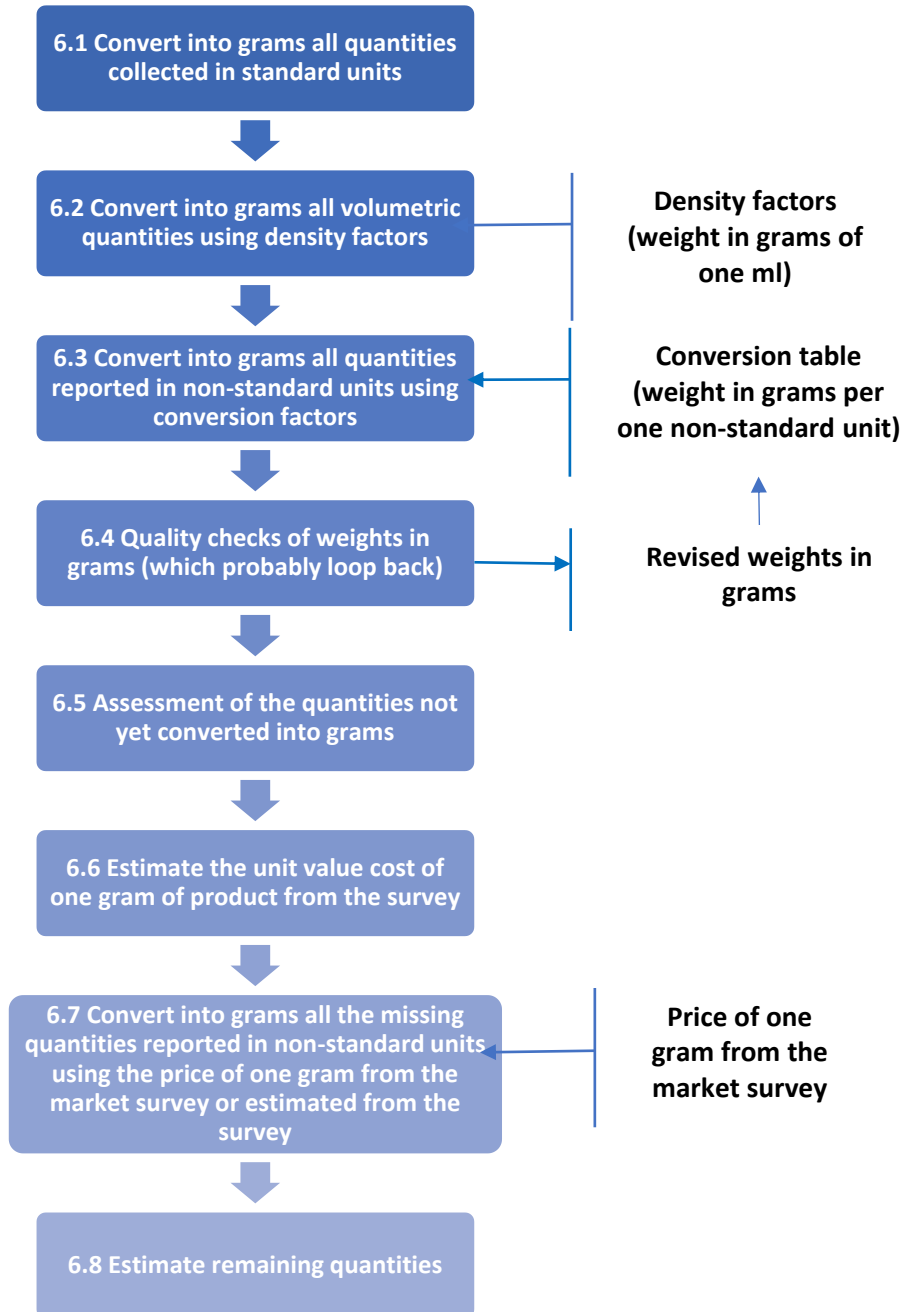 6.1 Convert into grams all quantities
collected in standard units
6.2 Convert into grams all volumetric
quantities using density factors
Density factors
(weight in grams of
one ml)
6.3 Convert into grams all quantities
reported in non-standard units using
conversion factors
Conversion table
(weight in grams per
one non-standard unit)
6.4 Quality checks of weights in
grams (which probably loop back)
Revised weights in
grams
6.5 Assessment of the quantities not
yet converted into grams
6.6 Estimate the unit value cost of
one gram of product from the survey
6.7 Convert into grams all the missing
quantities reported in non-standard units
using the price of one gram from the
market survey or estimated from the
survey
Price of one
gram from the
market survey
6.8 Estimate remaining quantities